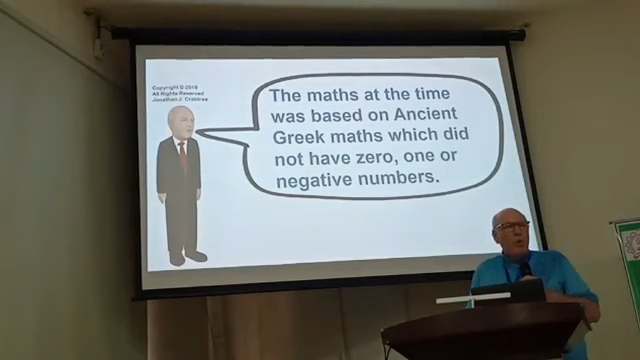 Copyright © 2019
All Rights Reserved
Jonathan J. Crabtree
The maths at the time
was based on Ancient
Greek maths which did
not have zero, one or
negative numbers.